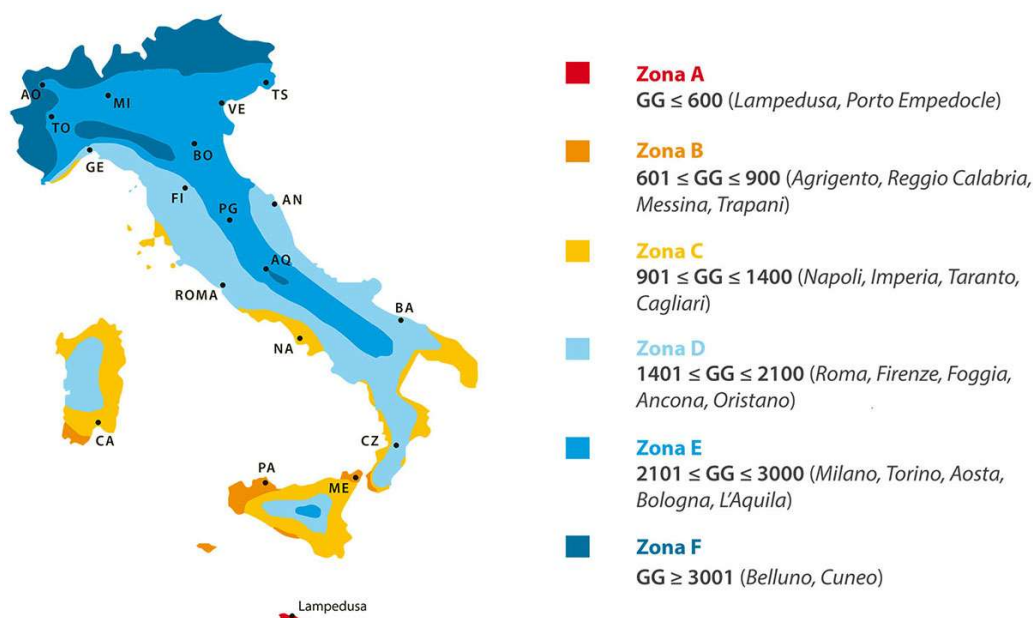 AO
MI
TS
VE
TO
BO
GE
FI
AN
PG
AQ
ROMA
BA
NA
CA
CZ
PA
ME
Lampedusa
Zona A
GG ≤ 600 (Lampedusa, Porto Empedocle)
Zona B
601 ≤ GG ≤ 900 (Agrigento, Reggio Calabria,
Messina, Trapani)
Zona C
901 ≤ GG ≤ 1400 (Napoli, Imperia, Taranto,
Cagliari)
Zona D
1401 ≤ GG ≤ 2100 (Roma, Firenze, Foggia,
Ancona, Oristano)
Zona E
2101 ≤ GG ≤ 3000 (Milano, Torino, Aosta,
Bologna, L’Aquila)
Zona F
GG ≥ 3001 (Belluno, Cuneo)